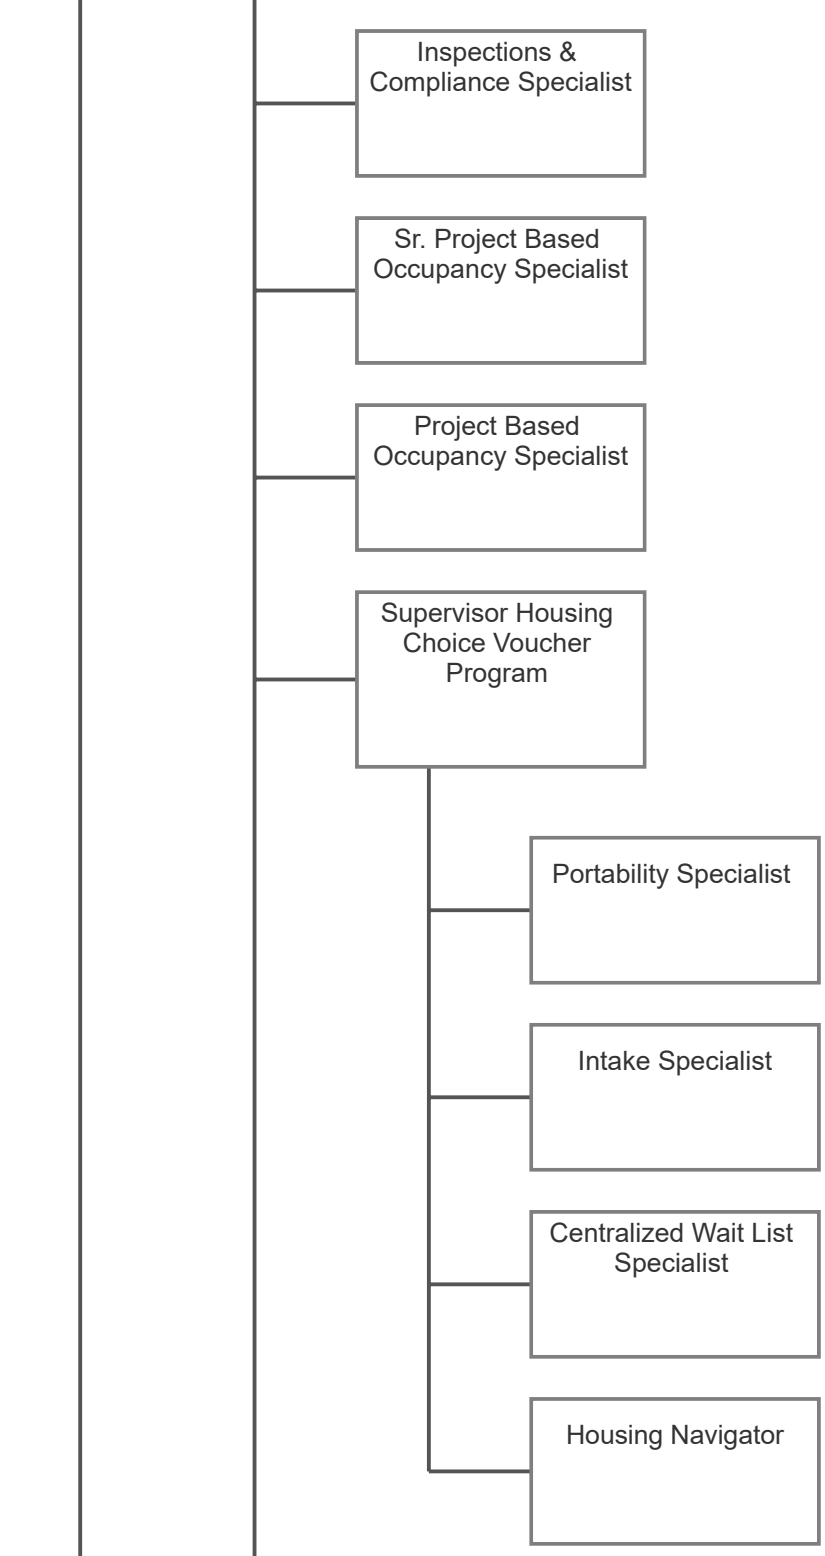 Inspections &
Compliance Specialist
Sr. Project Based
Occupancy Specialist
Project Based
Occupancy Specialist
Supervisor Housing
Choice Voucher
Program
Portability Specialist
Intake Specialist
Centralized Wait List
Specialist
Housing Navigator